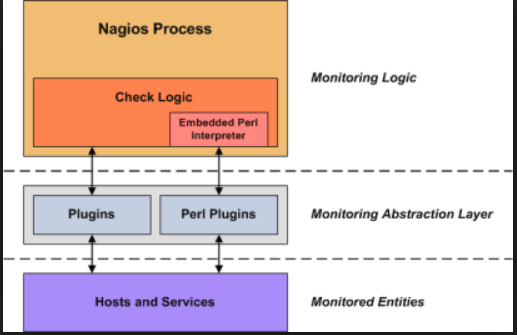 Nagios Process
Monitoring Logic
Check Logic
Embedded Perl
Interpreter
Plugins
Perl Plugins
Monitoring Abstraction Layer
Hosts and Services
Monitored Entities